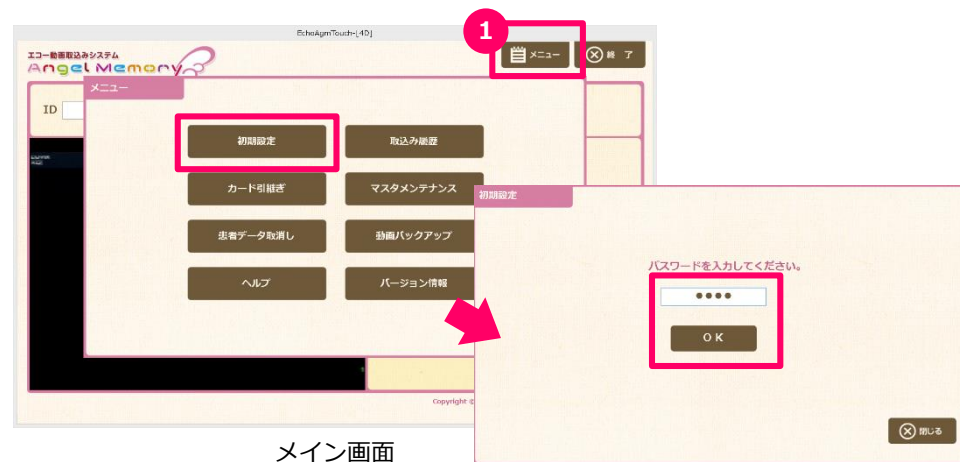 EchoAgmTouch-[4D]
1
エコー動画取込みシステム
Angel Memory
メニュー
終 了
メニュー
ID
初期設定
取込み履歴
カード引継ぎ
マスタメンテナンス
初期設定
患者データ取消し
動画バックアップ
パスワードを入力してください。
ヘルプ
バージョン情報
●●●●
OK
Copyright ©
閉じる
メイン画面